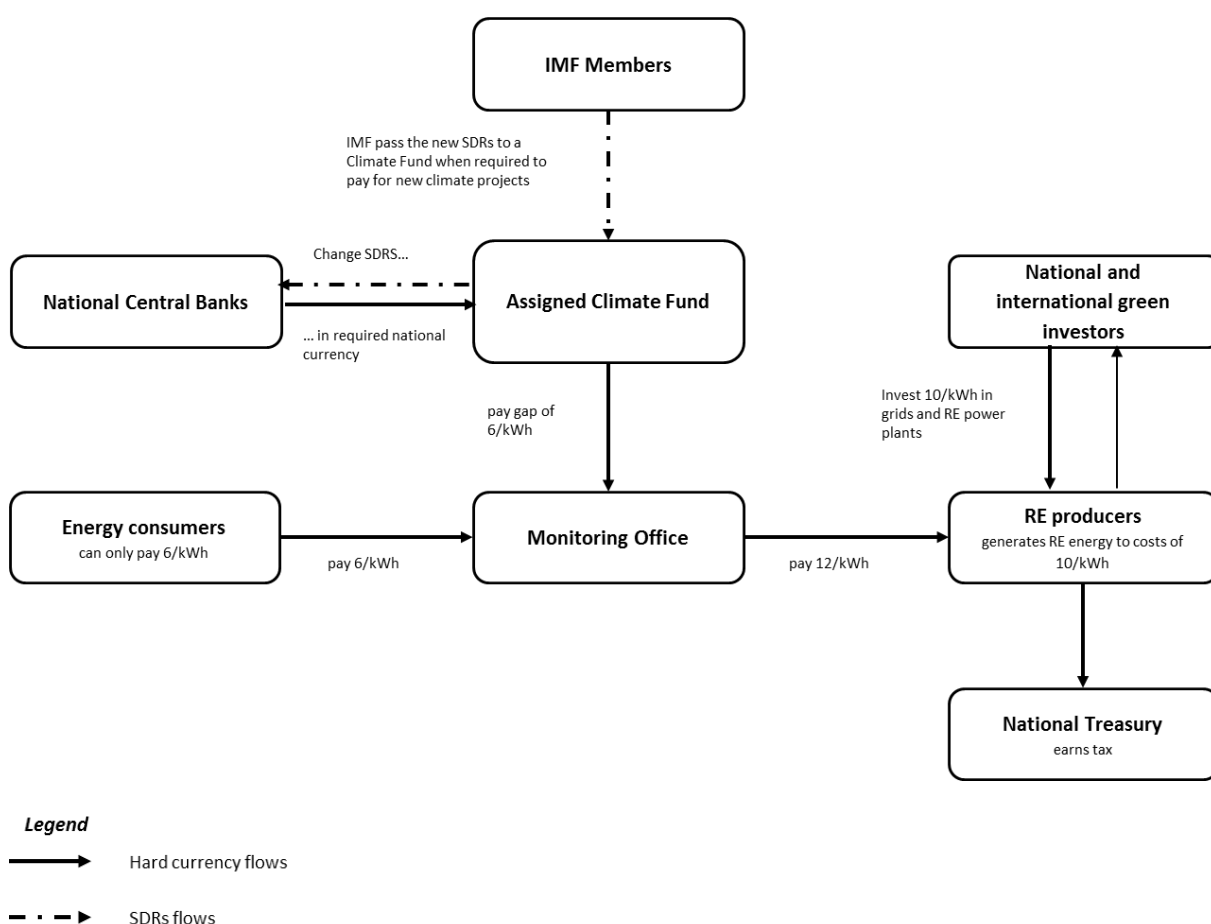 IMF Members
IMF pass the new SDRs to a
Climate Fund when required to
pay for new climate projects
Change SDRS...
National Central Banks
Assigned Climate Fund
National and
international green
investors
... in required national
currency
pay gap of
6/kWh
Invest 10/kWh in
grids and RE power
plants
Energy consumers
can only pay 6/kWh
pay 6/kWh
Monitoring Office
pay 12/kWh
RE producers
generates RE energy to costs of
10/kWh
National Treasury
earns tax
Legend
Hard currency flows
SDRs flows